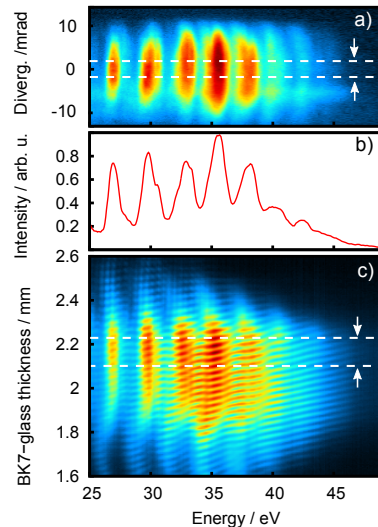 a)
Diverg. /mrad
10
0
-10
b)
Intensity / arb. u.
0.8
0.6
0.4
0.2
c)
BK7-glass thickness / mm
2.6
2.4
2.2
2
1.8
1.6
25 30 35 40 45
Energy / eV